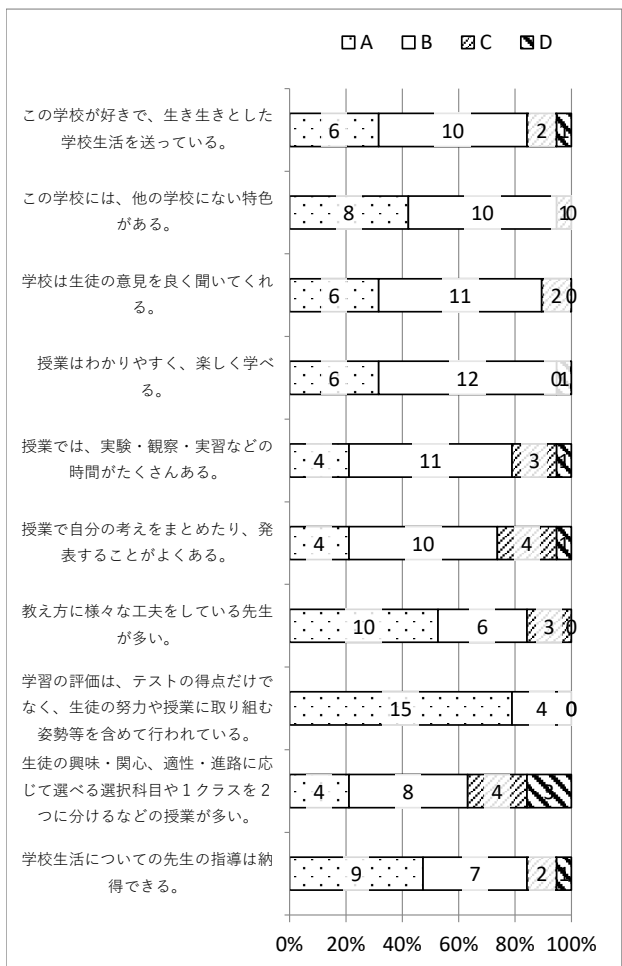 A B C D
この学校が好きで、生き生きとした
学校生活を送っている。
6 10 2 1
この学校には、他の学校にない特色
がある。
8 10 1 0
学校は生徒の意見を良く聞いてくれ
る。
6 11 2 0
授業はわかりやすく、楽しく学べ
る。
6 12 0 1
授業では、実験・観察・実習などの
時間がたくさんある。
4 11 3 1
授業で自分の考えをまとめたり、発
表することがよくある。
4 10 4 1
教え方に様々な工夫をしている先生
が多い。
10 6 3 0
学習の評価は、テストの得点だけで
なく、生徒の努力や授業に取り組む
姿勢等を含めて行われている。
15 4 0
生徒の興味・関心、適性・進路に応
じて選べる選択科目や１クラスを２
つに分けるなどの授業が多い。
4 8 4 3
学校生活についての先生の指導は納
得できる。
9 7 2 1
0% 20% 40% 60% 80% 100%